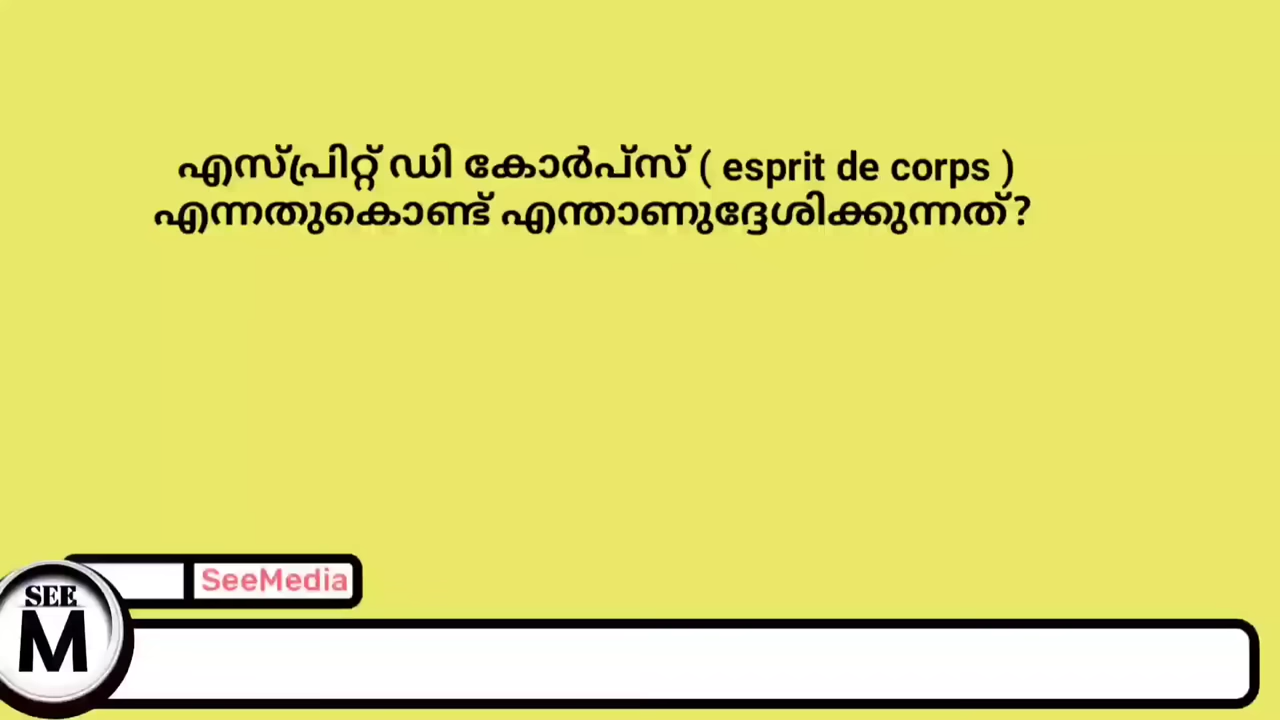 എസ്പ്രിറ്റ് ഡി കോർപ്സ് ( esprit de corps )
എന്നതുകൊണ്ട് എന്താണുദ്ദേശിക്കുന്നത്?
SeeMedia
SEE
M